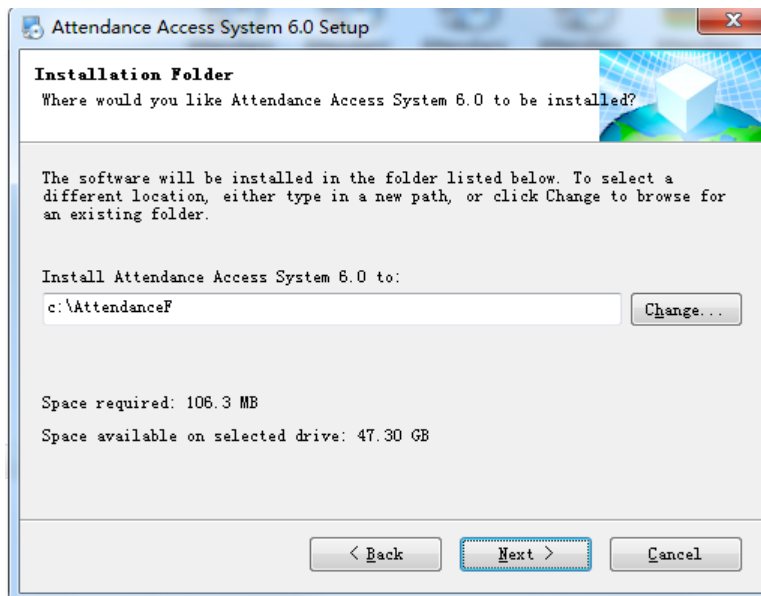 Attendance Access System 6.0 Setup
Installation Folder
Where would you like Attendance Access System 6.0 to be installed?
The software will be installed in the folder listed below. To select a
different location, either type in a new path, or click Change to browse for
an existing folder.
Install Attendance Access System 6.0 to:
c:\AttendanceF
Change...
Space required: 106.3 MB
Space available on selected drive: 47.30 GB
< Back
Next >
Cancel